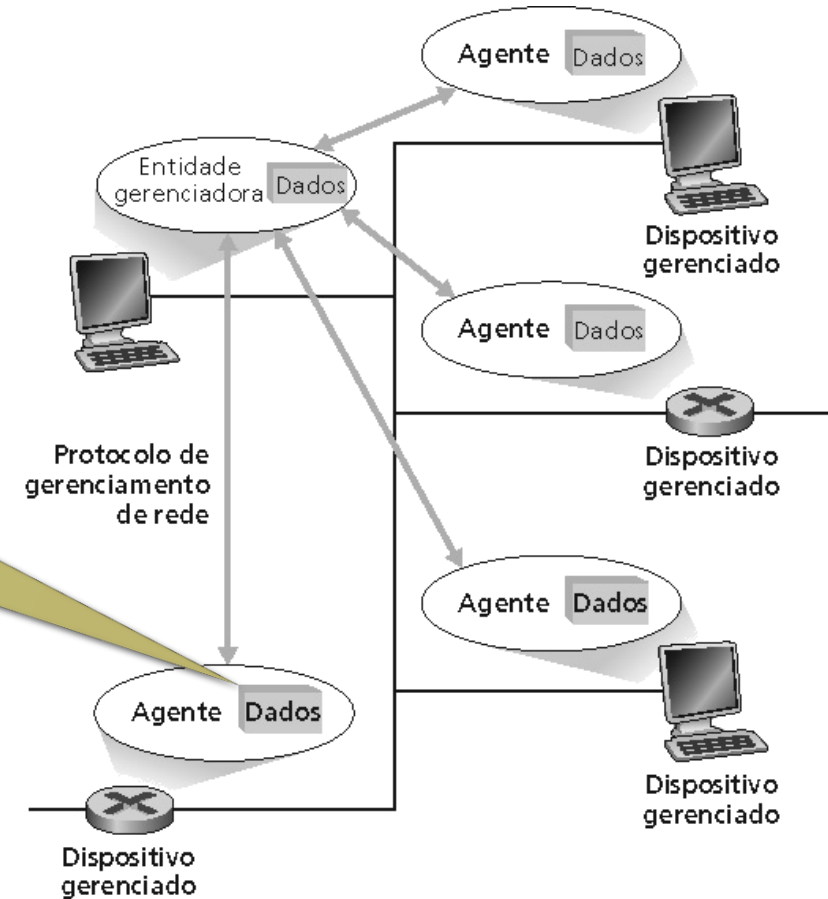 Agente Dados
Entidade
gerenciadora Dados
Dispositivo
gerenciado
Agente Dados
Protocolo de
gerenciamento
de rede
Dispositivo
gerenciado
Agente Dados
Agente Dados
Dispositivo
gerenciado
Dispositivo
gerenciado